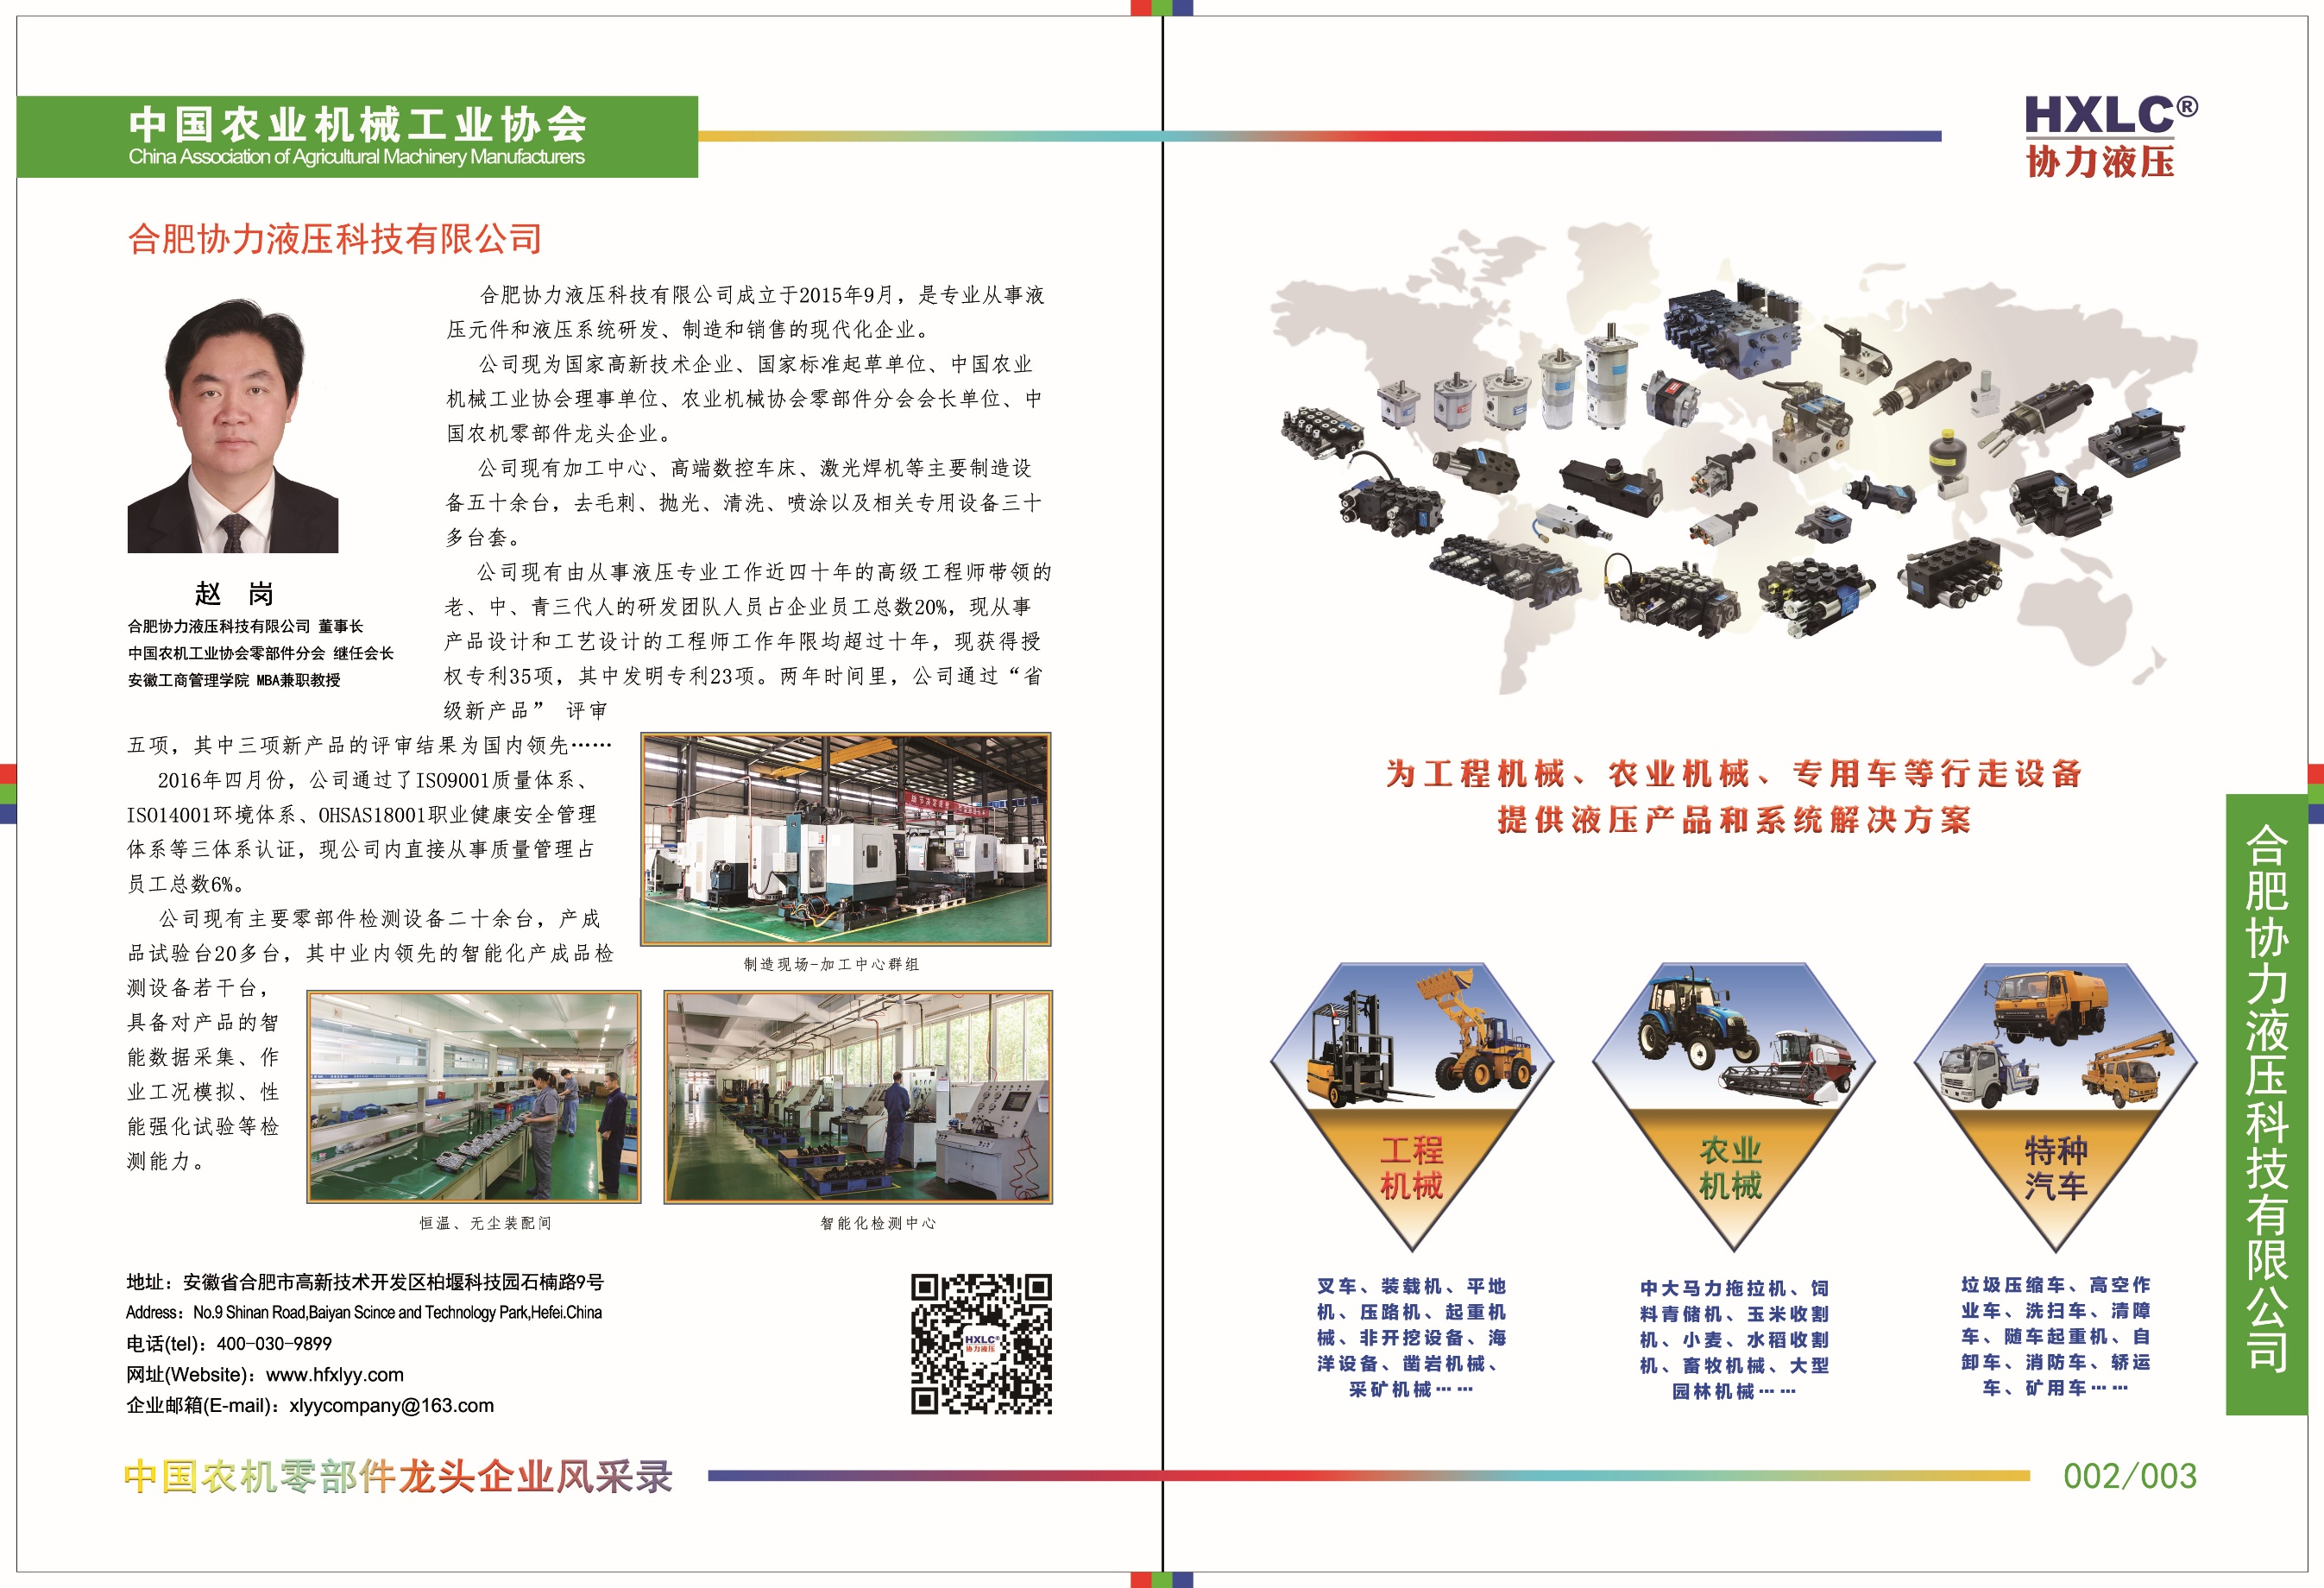 中国农业机械工业协会
China Association of Agricultural Machinery Manufacturers
合肥协力液压科技有限公司
合肥协力液压科技有限公司成立于2015年9月，是专业从事液
压元件和液压系统研发、制造和销售的现代化企业。
公司现为国家高新技术企业、国家标准起草单位、中国农业
机械工业协会理事单位、农业机械协会零部件分会会长单位、中
国农机零部件龙头企业。
公司现有加工中心、高端数控车床、激光焊机等主要制造设
备五十余台，去毛刺、抛光、清洗、喷涂以及相关专用设备三十
多台套。
公司现有由从事液压专业工作近四十年的高级工程师带领的
老、中、青三代人的研发团队人员占企业员工总数20%，现从事
产品设计和工艺设计的工程师工作年限均超过十年，现获得授
权专利35项，其中发明专利23项。两年时间里，公司通过“省
级新产品” 评审
五项，其中三项新产品的评审结果为国内领先……
2016年四月份，公司通过了ISO9001质量体系、
ISO14001环境体系、OHSAS18001职业健康安全管理
体系等三体系认证，现公司内直接从事质量管理占
员工总数6%。
公司现有主要零部件检测设备二十余台，产成
品试验台20多台，其中业内领先的智能化产成品检
测设备若干台，
具备对产品的智
能数据采集、作
业工况模拟、性
能强化试验等检
测能力。
赵 岗
合肥协力液压科技有限公司 董事长
中国农机工业协会零部件分会 继任会长
安徽工商管理学院 MBA兼职教授
制造现场-加工中心群组
恒温、无尘装配间
智能化检测中心
地址：安徽省合肥市高新技术开发区柏堰科技园石楠路9号
Address：No.9 Shinan Road,Baiyan Scince and Technology Park,Hefei.China
电话(tel)：400-030-9899
网址(Website)：www.hfxlyy.com
企业邮箱(E-mail)：xlyycompany@163.com
HXLC®
协力液压
中国农机零部件龙头企业风采录
HXLC®
协力液压
为工程机械、农业机械、专用车等行走设备
提供液压产品和系统解决方案
工程
机械
叉车、装载机、平地
机、压路机、起重机
械、非开挖设备、海
洋设备、凿岩机械、
采矿机械……
农业
机械
中大马力拖拉机、饲
料青储机、玉米收割
机、小麦、水稻收割
机、畜牧机械、大型
园林机械……
特种
汽车
垃圾压缩车、高空作
业车、洗扫车、清障
车、随车起重机、自
卸车、消防车、轿运
车、矿用车……
合肥协力液压科技有限公司
002/003